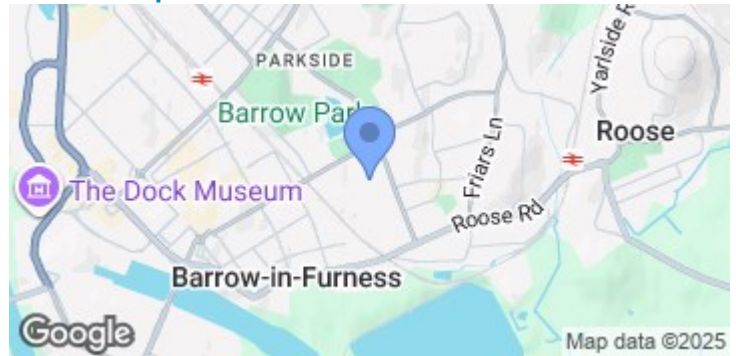 PARKSIDE
Barrow Park
Yarlside R
Roose
Friars Ln
The Dock Museum
Roose Rd
Barrow-in-Furness
Google
Map data ©2025